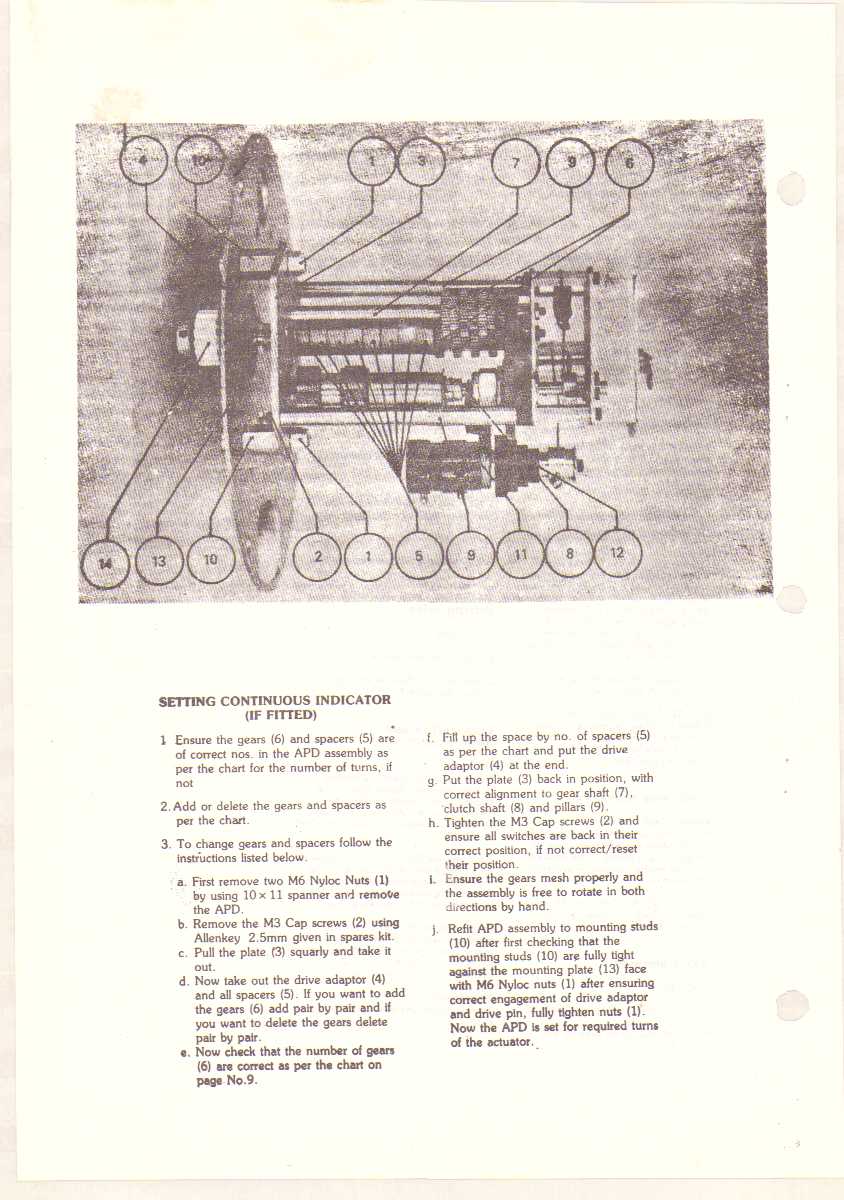 4 10 1 3 7 9 6
14 13 10 2 1 5 9 11 8 12
SETTING CONTINUOUS INDICATOR
(IF FITTED)
1 Ensure the gears (6) and spacers (5) are
of correct nos. in the APD assembly as
per the chart for the number of turns, if
not
2. Add or delete the gears and spacers as
per the chart.
3. To change gears and spacers follow the
instructions listed below.
a. First remove two M6 Nyloc Nuts (1)
by using 10 × 11 spanner and remove
the APD.
b. Remove the M3 Cap screws (2) using
Allenkey 2.5mm given in spares kit.
c. Pull the plate (3) squarly and take it
out.
d. Now take out the drive adaptor (4)
and all spacers (5). If you want to add
the gears (6) add pair by pair and if
you want to delete the gears delete
pair by pair.
e. Now check that the number of gears
(6) are correct as per the chart on
page No.9.
f. Fill up the space by no. of spacers (5)
as per the chart and put the drive
adaptor (4) at the end.
g. Put the plate (3) back in position, with
correct alignment to gear shaft (7),
clutch shaft (8) and pillars (9).
h. Tighten the M3 Cap screws (2) and
ensure all switches are back in their
correct position, if not correct/reset
their position.
i. Ensure the gears mesh properly and
the assembly is free to rotate in both
directions by hand.
j. Refit APD assembly to mounting studs
(10) after first checking that the
mounting studs (10) are fully tight
against the mounting plate (13) face
with M6 Nyloc nuts (1) after ensuring
correct engagement of drive adaptor
and drive pin, fully tighten nuts (1).
Now the APD is set for required turns
of the actuator.